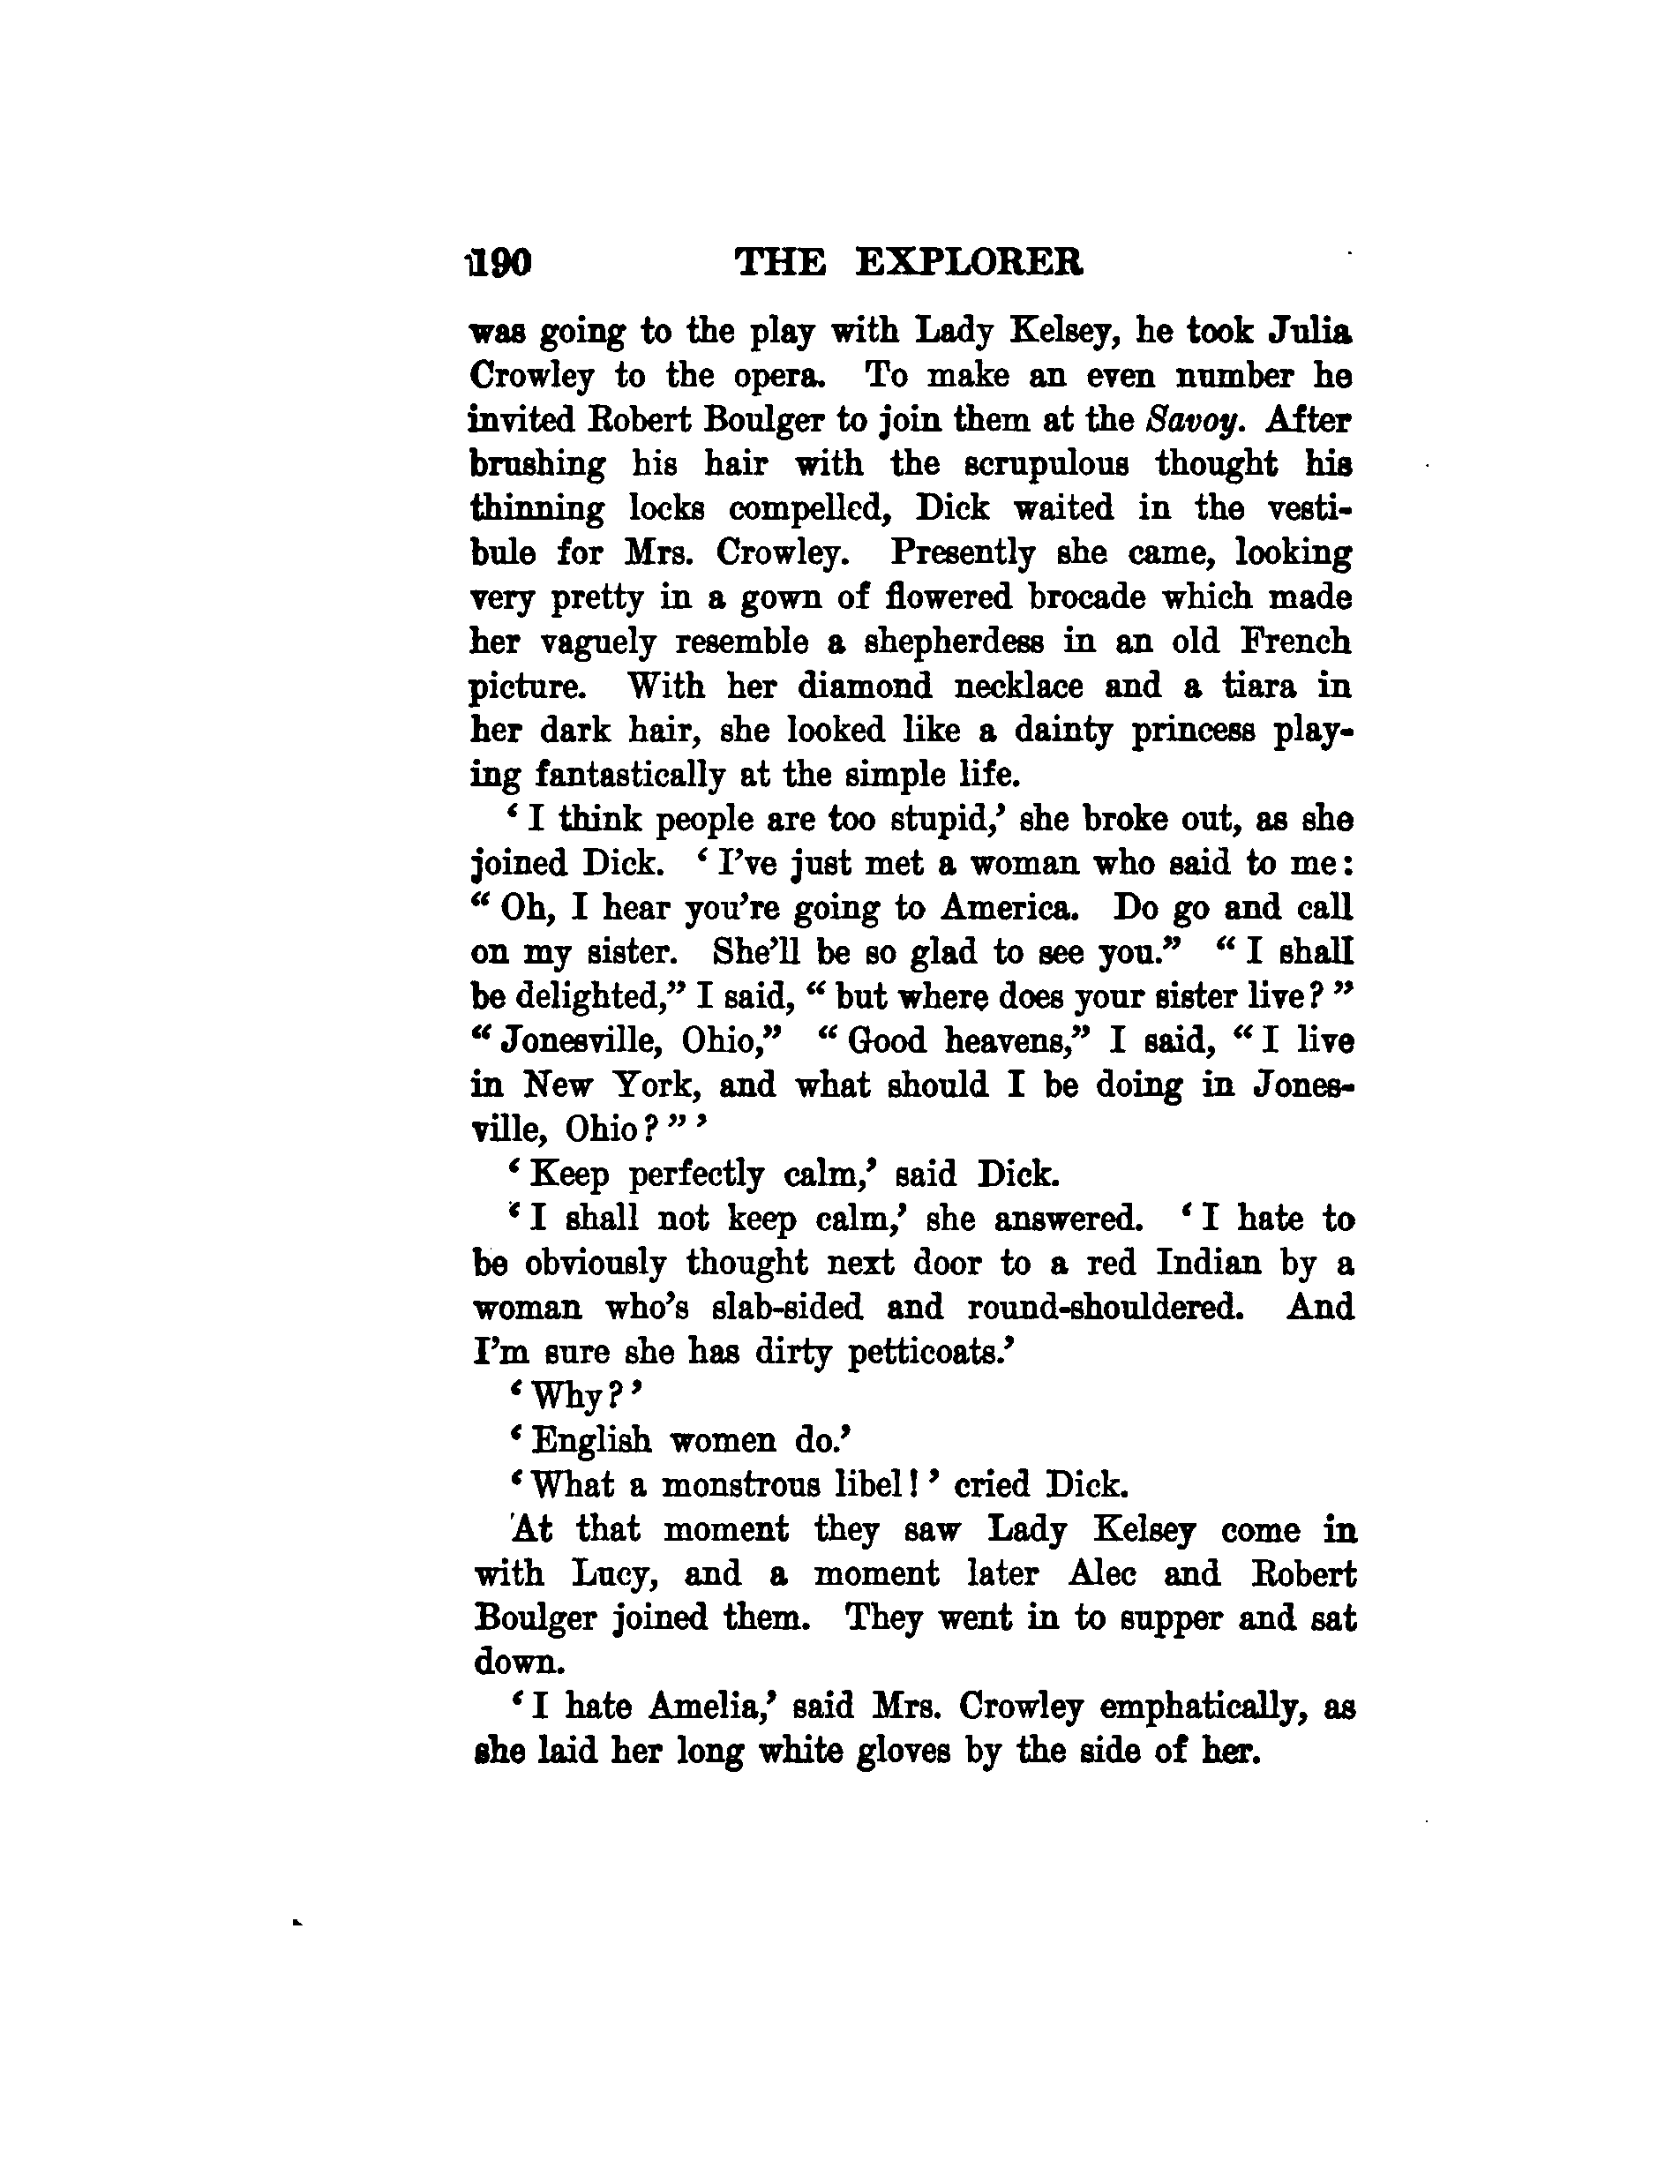 190 THE EXPLORER
was going to the play with Lady Kelsey, he took Julia
Crowley to the opera. To make an even number he
invited Robert Boulger to join them at the Savoy. After
brushing his hair with the scrupulous thought his
thinning locks compelled, Dick waited in the vesti-
bule for Mrs. Crowley. Presently she came, looking
very pretty in a gown of flowered brocade which made
her vaguely resemble a shepherdess in an old French
picture. With her diamond necklace and a tiara in
her dark hair, she looked like a dainty princess play-
ing fantastically at the simple life.
‘I think people are too stupid,’ she broke out, as she
joined Dick. ‘I’ve just met a woman who said to me:
“Oh, I hear you’re going to America. Do go and call
on my sister. She’ll be so glad to see you.” “I shall
be delighted,” I said, “but where does your sister live?”
“Jonesville, Ohio,” “Good heavens,” I said, “I live
in New York, and what should I be doing in Jones-
ville, Ohio?”’
‘Keep perfectly calm,’ said Dick.
‘I shall not keep calm,’ she answered. ‘I hate to
be obviously thought next door to a red Indian by a
woman who’s slab-sided and round-shouldered. And
I’m sure she has dirty petticoats.’
‘Why?’
‘English women do.’
‘What a monstrous libel!’ cried Dick.
At that moment they saw Lady Kelsey come in
with Lucy, and a moment later Alec and Robert
Boulger joined them. They went in to supper and sat
down.
‘I hate Amelia,’ said Mrs. Crowley emphatically, as
she laid her long white gloves by the side of her.